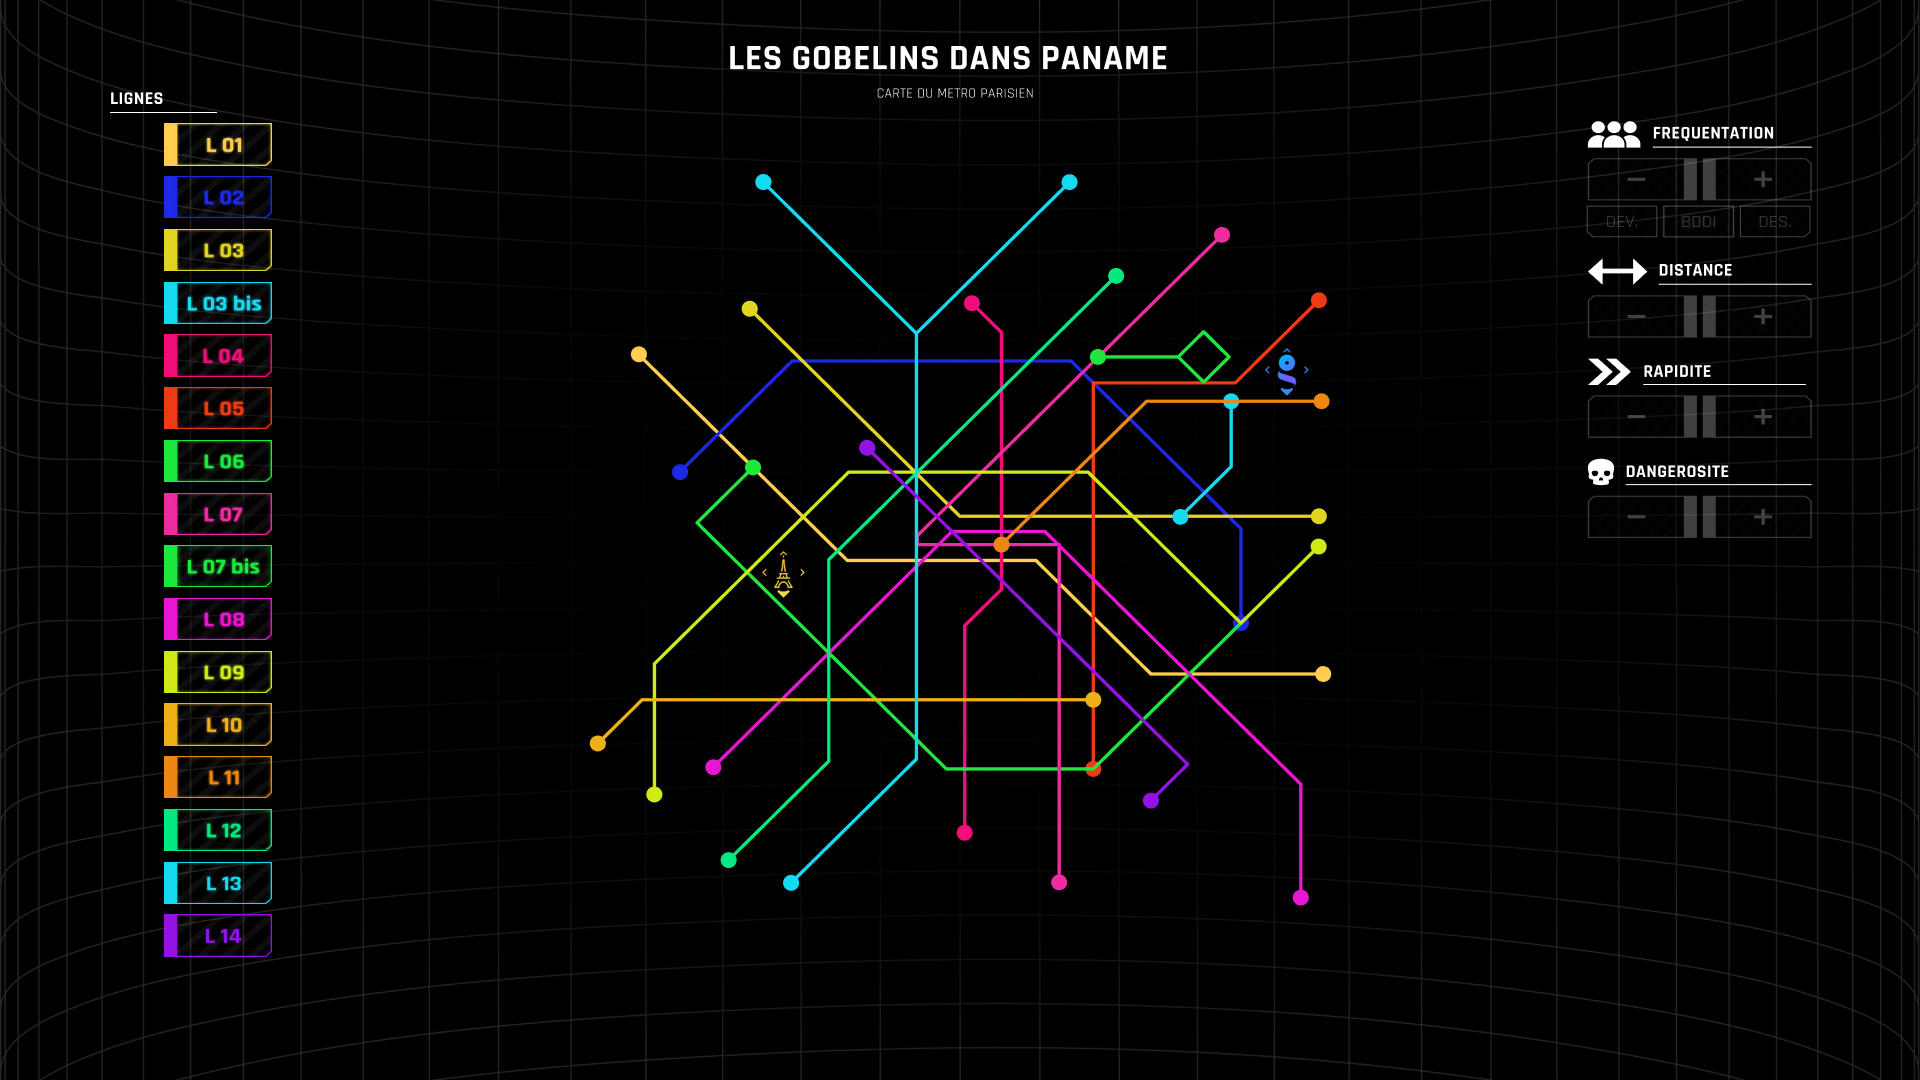 LES GOBELINS DANS PANAME
CARTE DU METRO PARISIEN
LIGNES
L 01
L 02
L 03
L 03 bis
L 04
L 05
L 06
L 07
L 07 bis
L 08
L 09
L 10
L 11
L 12
L 13
L 14
FREQUENTATION
− +
DEV. BDDI DES.
DISTANCE
− +
RAPIDITE
− +
DANGEROSITE
− +